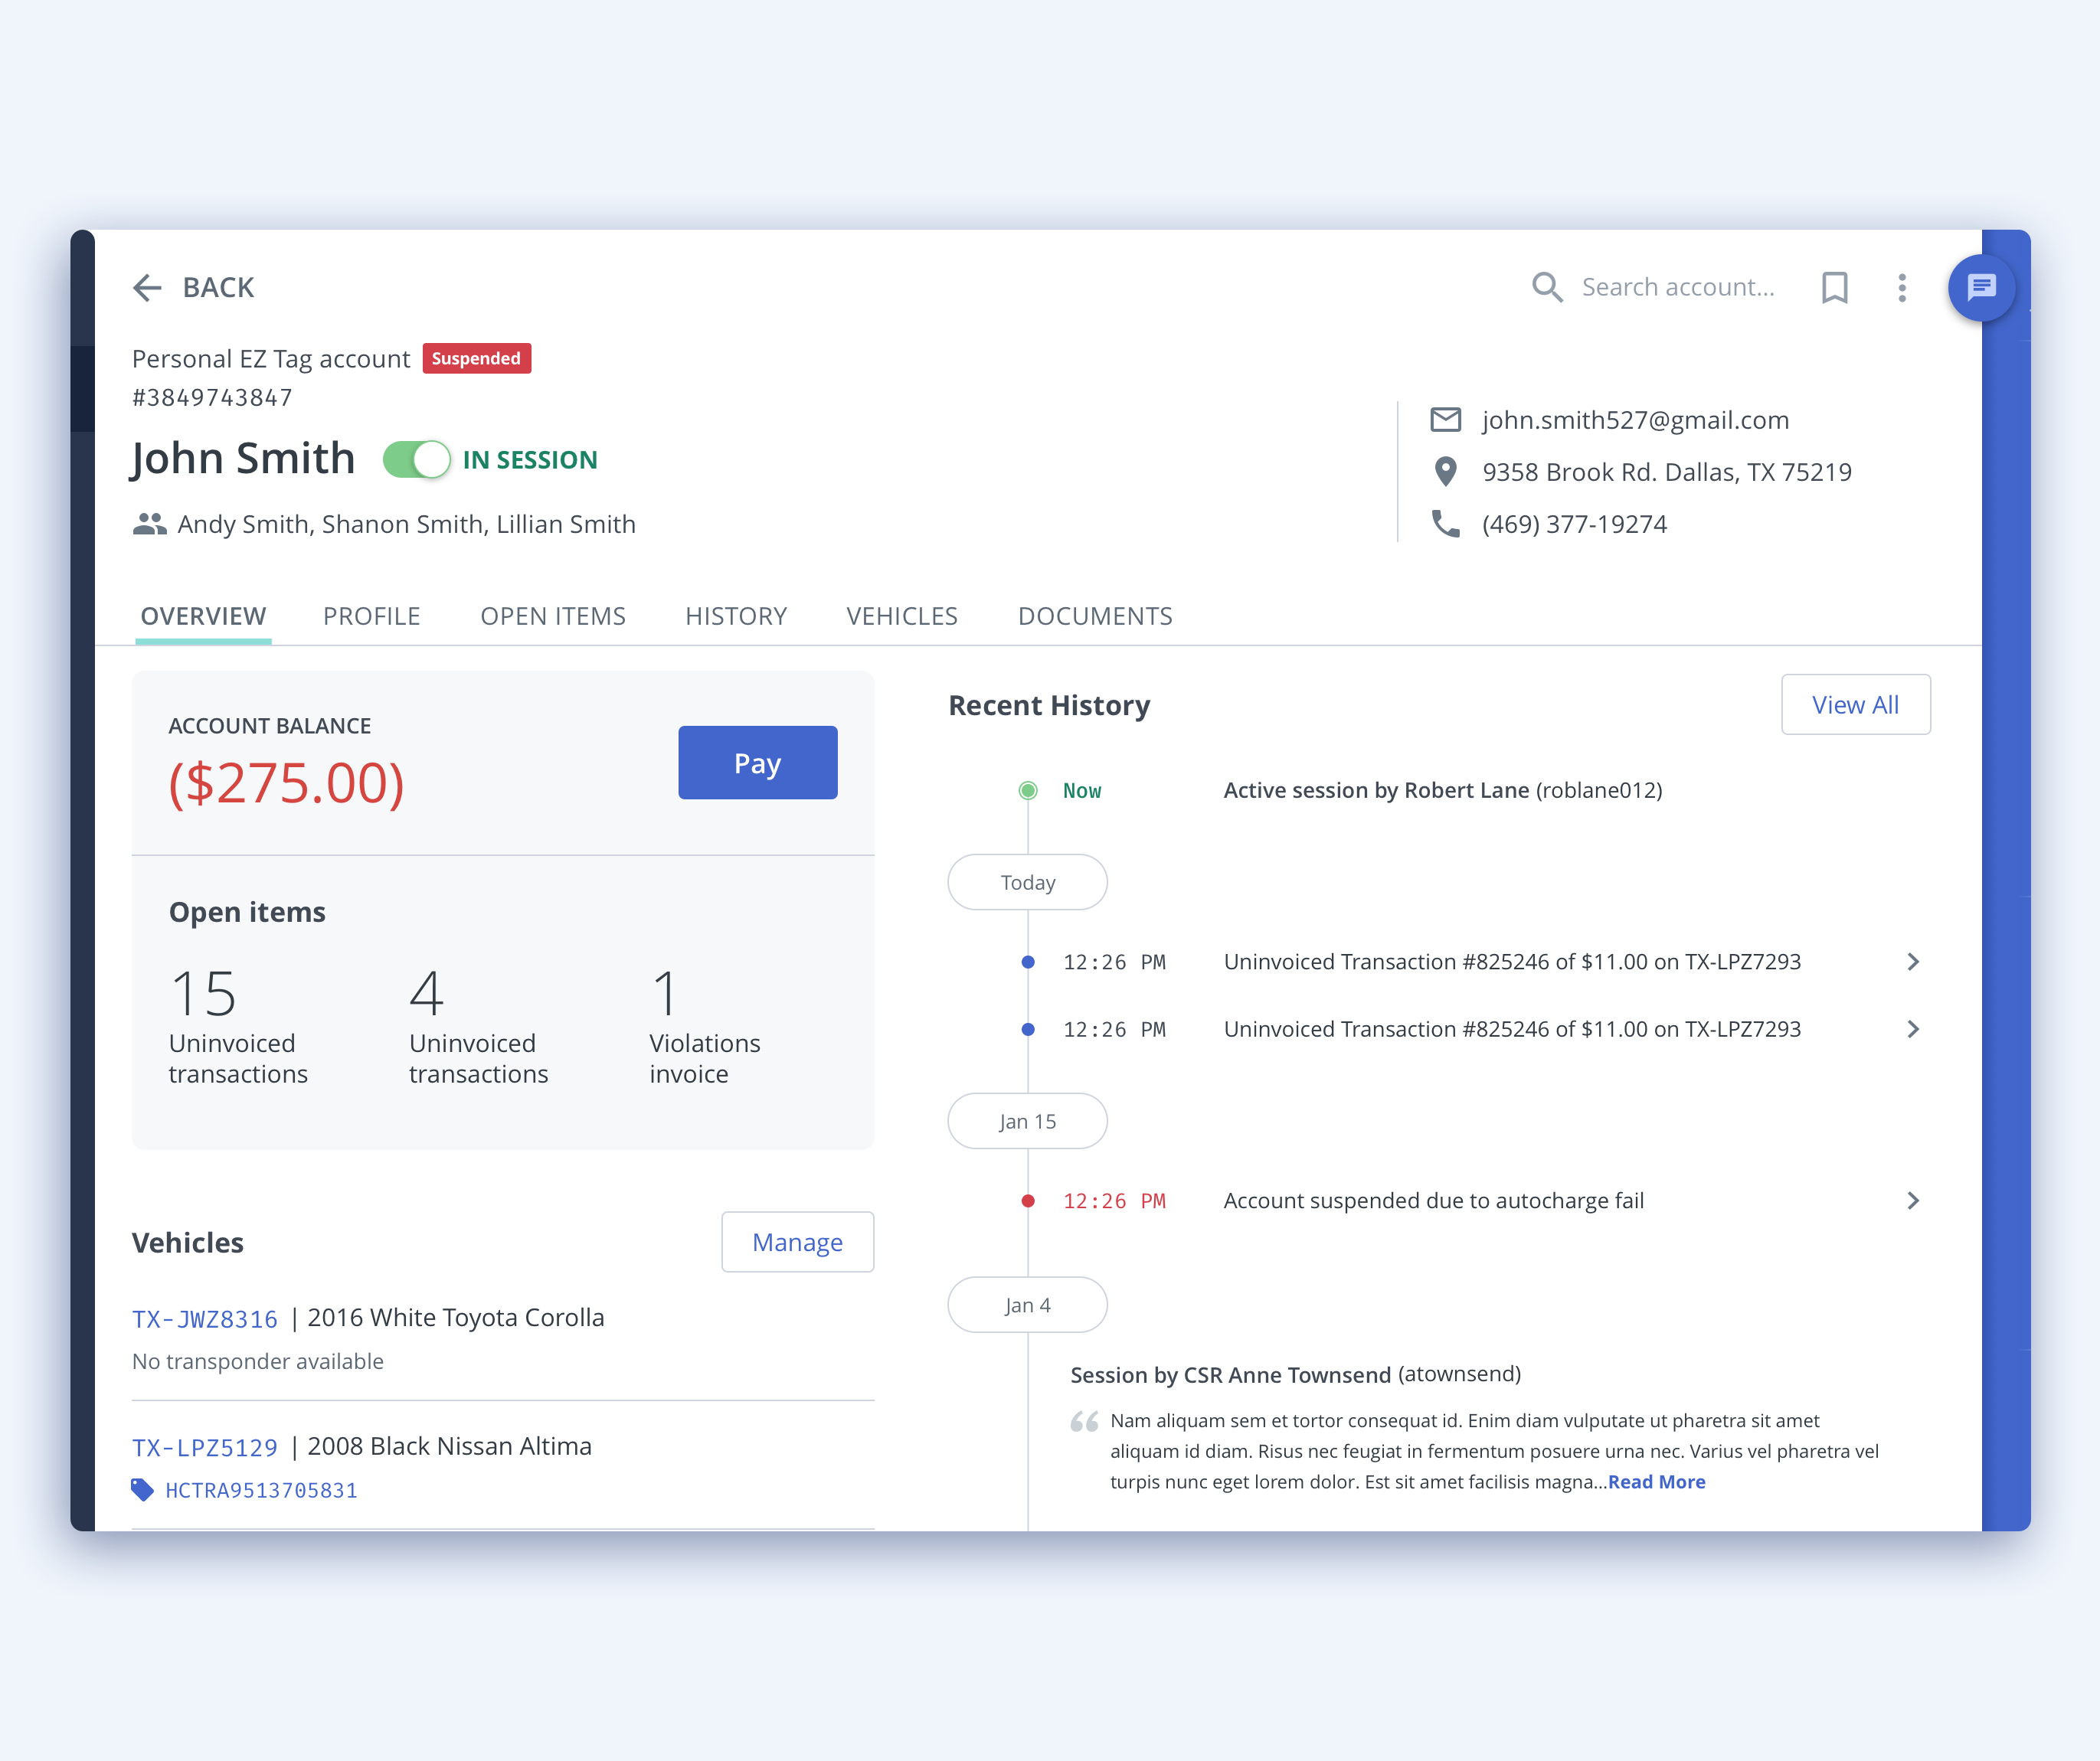 BACK
Search account...
Personal EZ Tag account Suspended
#3849743847
John Smith IN SESSION
Andy Smith, Shanon Smith, Lillian Smith
john.smith527@gmail.com
9358 Brook Rd. Dallas, TX 75219
(469) 377-19274
OVERVIEW PROFILE OPEN ITEMS HISTORY VEHICLES DOCUMENTS
ACCOUNT BALANCE
($275.00)
Pay
Open items
15 4 1
Uninvoiced Uninvoiced Violations
transactions transactions invoice
Vehicles Manage
TX-JWZ8316 | 2016 White Toyota Corolla
No transponder available
TX-LPZ5129 | 2008 Black Nissan Altima
HCTRA9513705831
Recent History View All
Now Active session by Robert Lane (roblane012)
Today
12:26 PM Uninvoiced Transaction #825246 of $11.00 on TX-LPZ7293
12:26 PM Uninvoiced Transaction #825246 of $11.00 on TX-LPZ7293
Jan 15
12:26 PM Account suspended due to autocharge fail
Jan 4
Session by CSR Anne Townsend (atownsend)
Nam aliquam sem et tortor consequat id. Enim diam vulputate ut pharetra sit amet
aliquam id diam. Risus nec feugiat in fermentum posuere urna nec. Varius vel pharetra vel
turpis nunc eget lorem dolor. Est sit amet facilisis magna...Read More